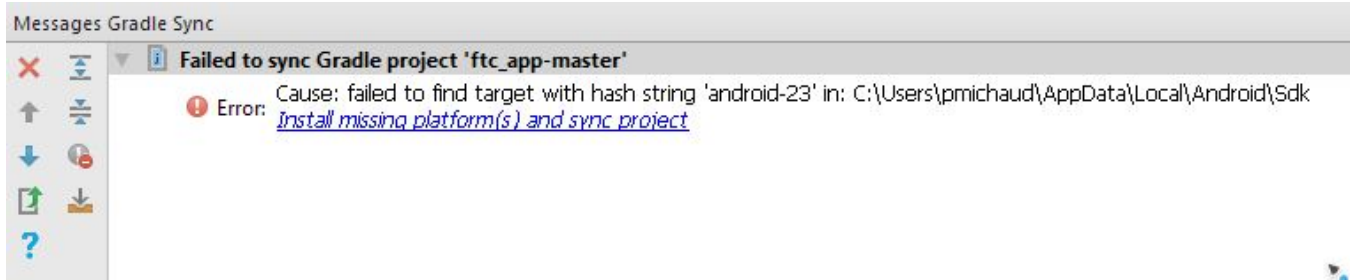 Messages Gradle Sync
Failed to sync Gradle project 'ftc_app-master'
Error: Cause: failed to find target with hash string 'android-23' in: C:\Users\pmichaud\AppData\Local\Android\Sdk
Install missing platform(s) and sync project